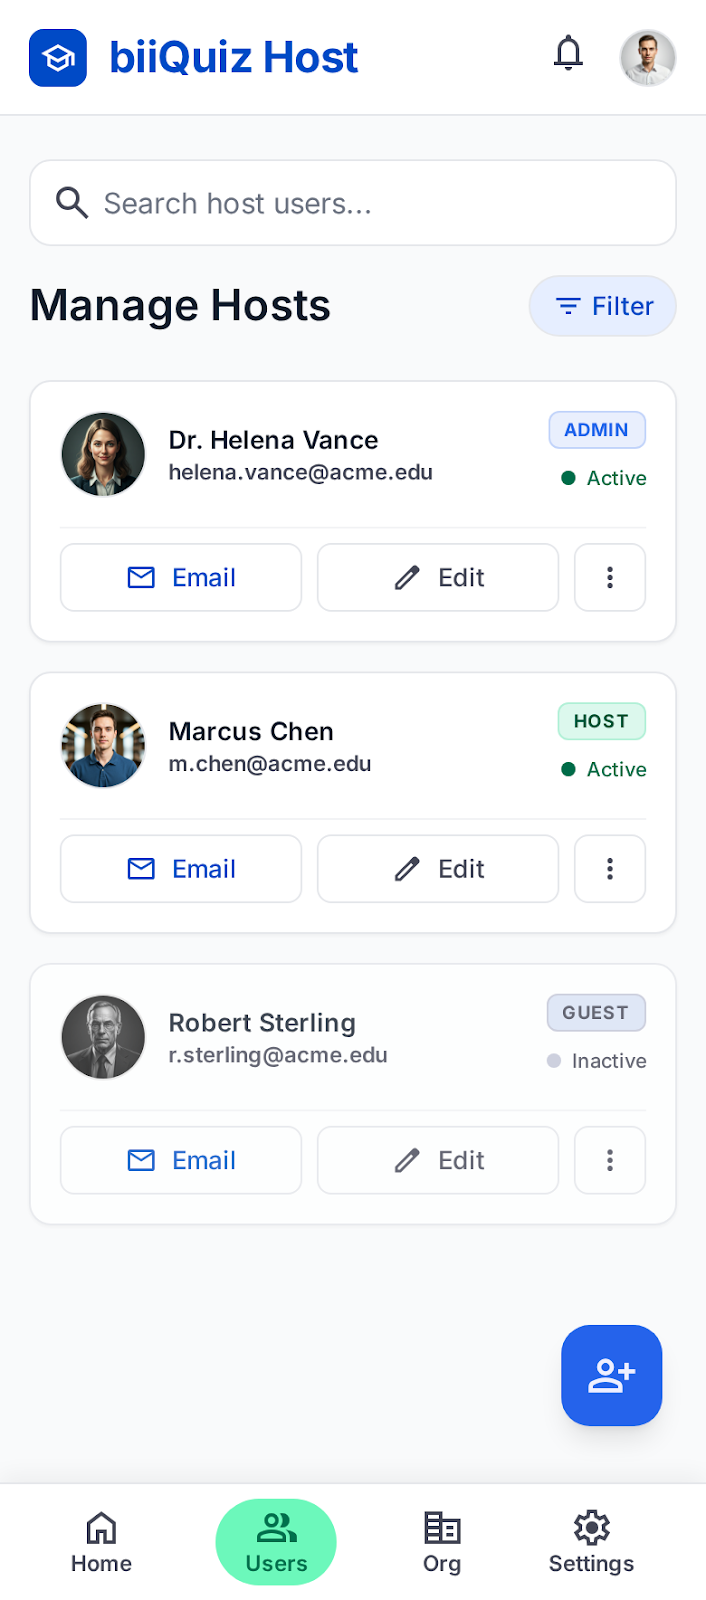 biiQuiz Host
Search host users...
Manage Hosts
Filter
Dr. Helena Vance
helena.vance@acme.edu
ADMIN
Active
Email
Edit
Marcus Chen
m.chen@acme.edu
HOST
Active
Email
Edit
Robert Sterling
r.sterling@acme.edu
GUEST
Inactive
Email
Edit
Home
Users
Org
Settings